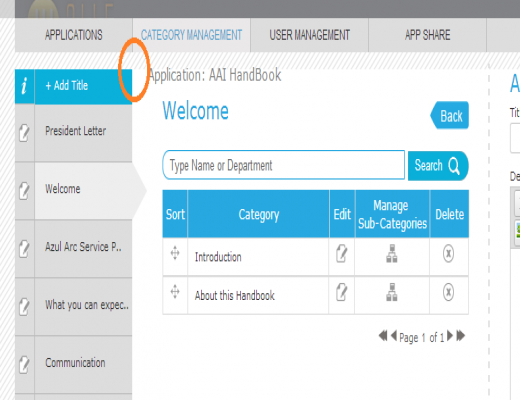 APPLICATIONS
CATEGORY MANAGEMENT
USER MANAGEMENT
APP SHARE
i
+ Add Title
President Letter
Welcome
Azul Arc Service P..
What you can expec..
Communication
Application: AAI HandBook
Welcome
Back
Type Name or Department
Search
Sort
Category
Edit
Manage
Sub-Categories
Delete
Introduction
About this Handbook
Page 1 of 1
A
Tit
De